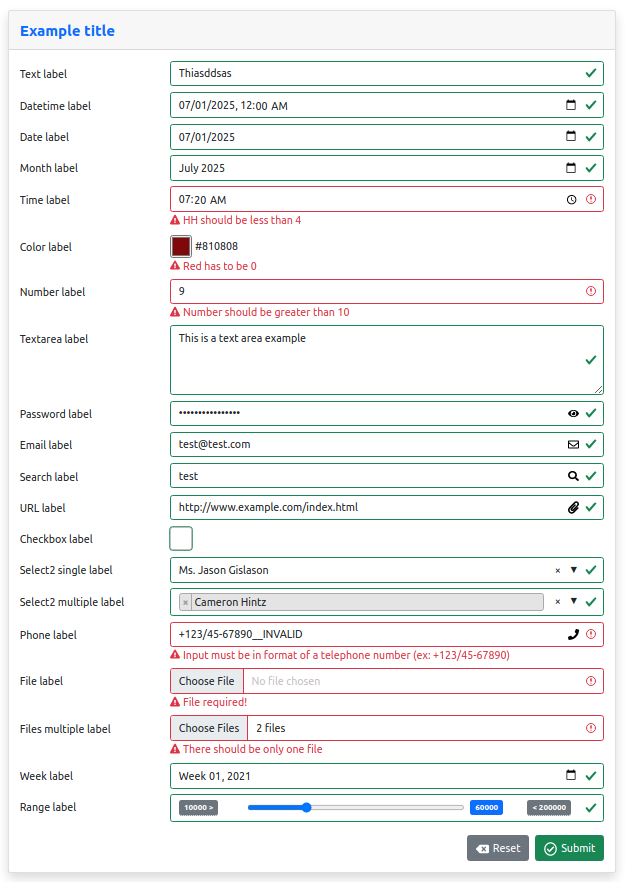 Example title
Text label Thiasddsas
Datetime label 07/01/2025, 12:00 AM
Date label 07/01/2025
Month label July 2025
Time label 07:20 AM
HH should be less than 4
Color label #810808
Red has to be 0
Number label 9
Number should be greater than 10
Textarea label This is a text area example
Password label ••••••••••••••••
Email label test@test.com
Search label test
URL label http://www.example.com/index.html
Checkbox label
Select2 single label Ms. Jason Gislason × ▼
Select2 multiple label × Cameron Hintz × ▼
Phone label +123/45-67890__INVALID
Input must be in format of a telephone number (ex: +123/45-67890)
File label Choose File No file chosen
File required!
Files multiple label Choose Files 2 files
There should be only one file
Week label Week 01, 2021
Range label 10000 > 60000 < 200000
Reset Submit